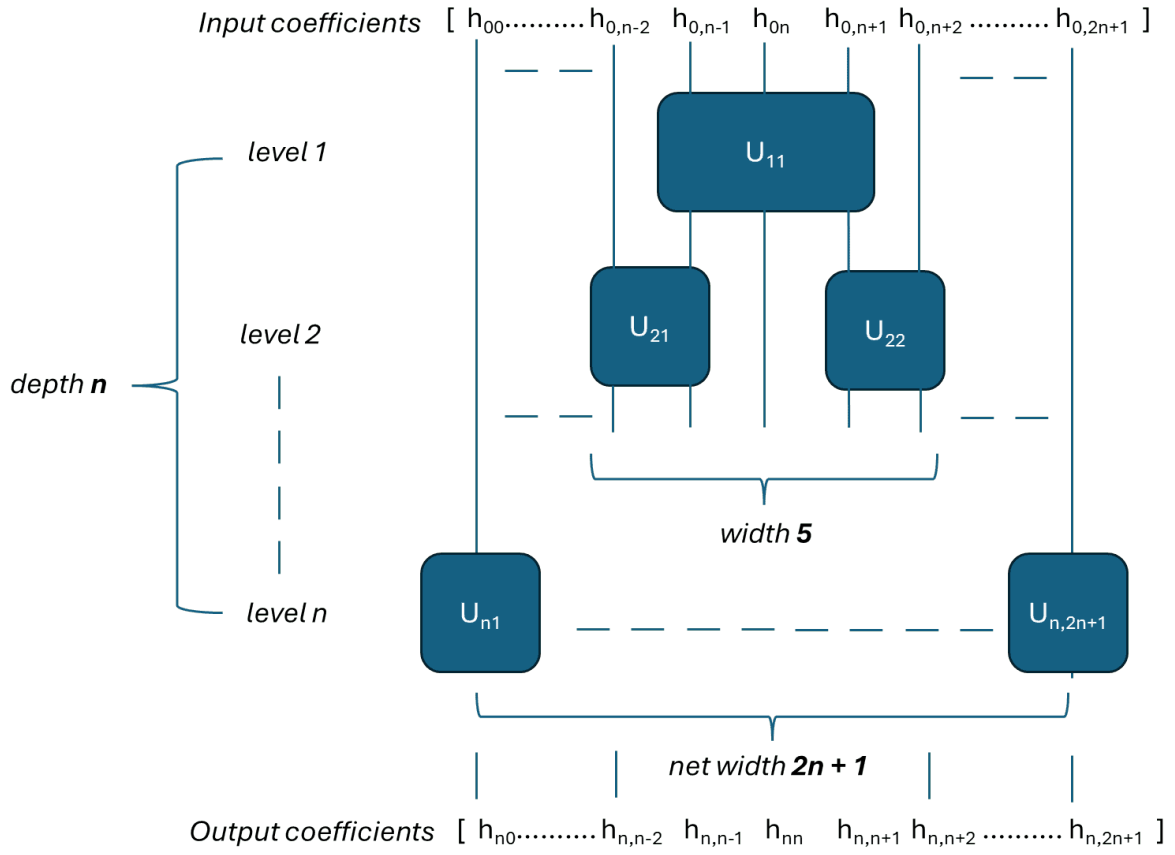 Input coefficients [ h₀₀.......... h₀,ₙ₋₂ h₀,ₙ₋₁ h₀ₙ h₀,ₙ₊₁ h₀,ₙ₊₂ .......... h₀,₂ₙ₊₁ ]
level 1
U₁₁
level 2
U₂₁ U₂₂
depth n
width 5
level n
Uₙ₁ Uₙ,₂ₙ₊₁
net width 2n + 1
Output coefficients [ hₙ₀.......... hₙ,ₙ₋₂ hₙ,ₙ₋₁ hₙₙ hₙ,ₙ₊₁ hₙ,ₙ₊₂ .......... hₙ,₂ₙ₊₁ ]